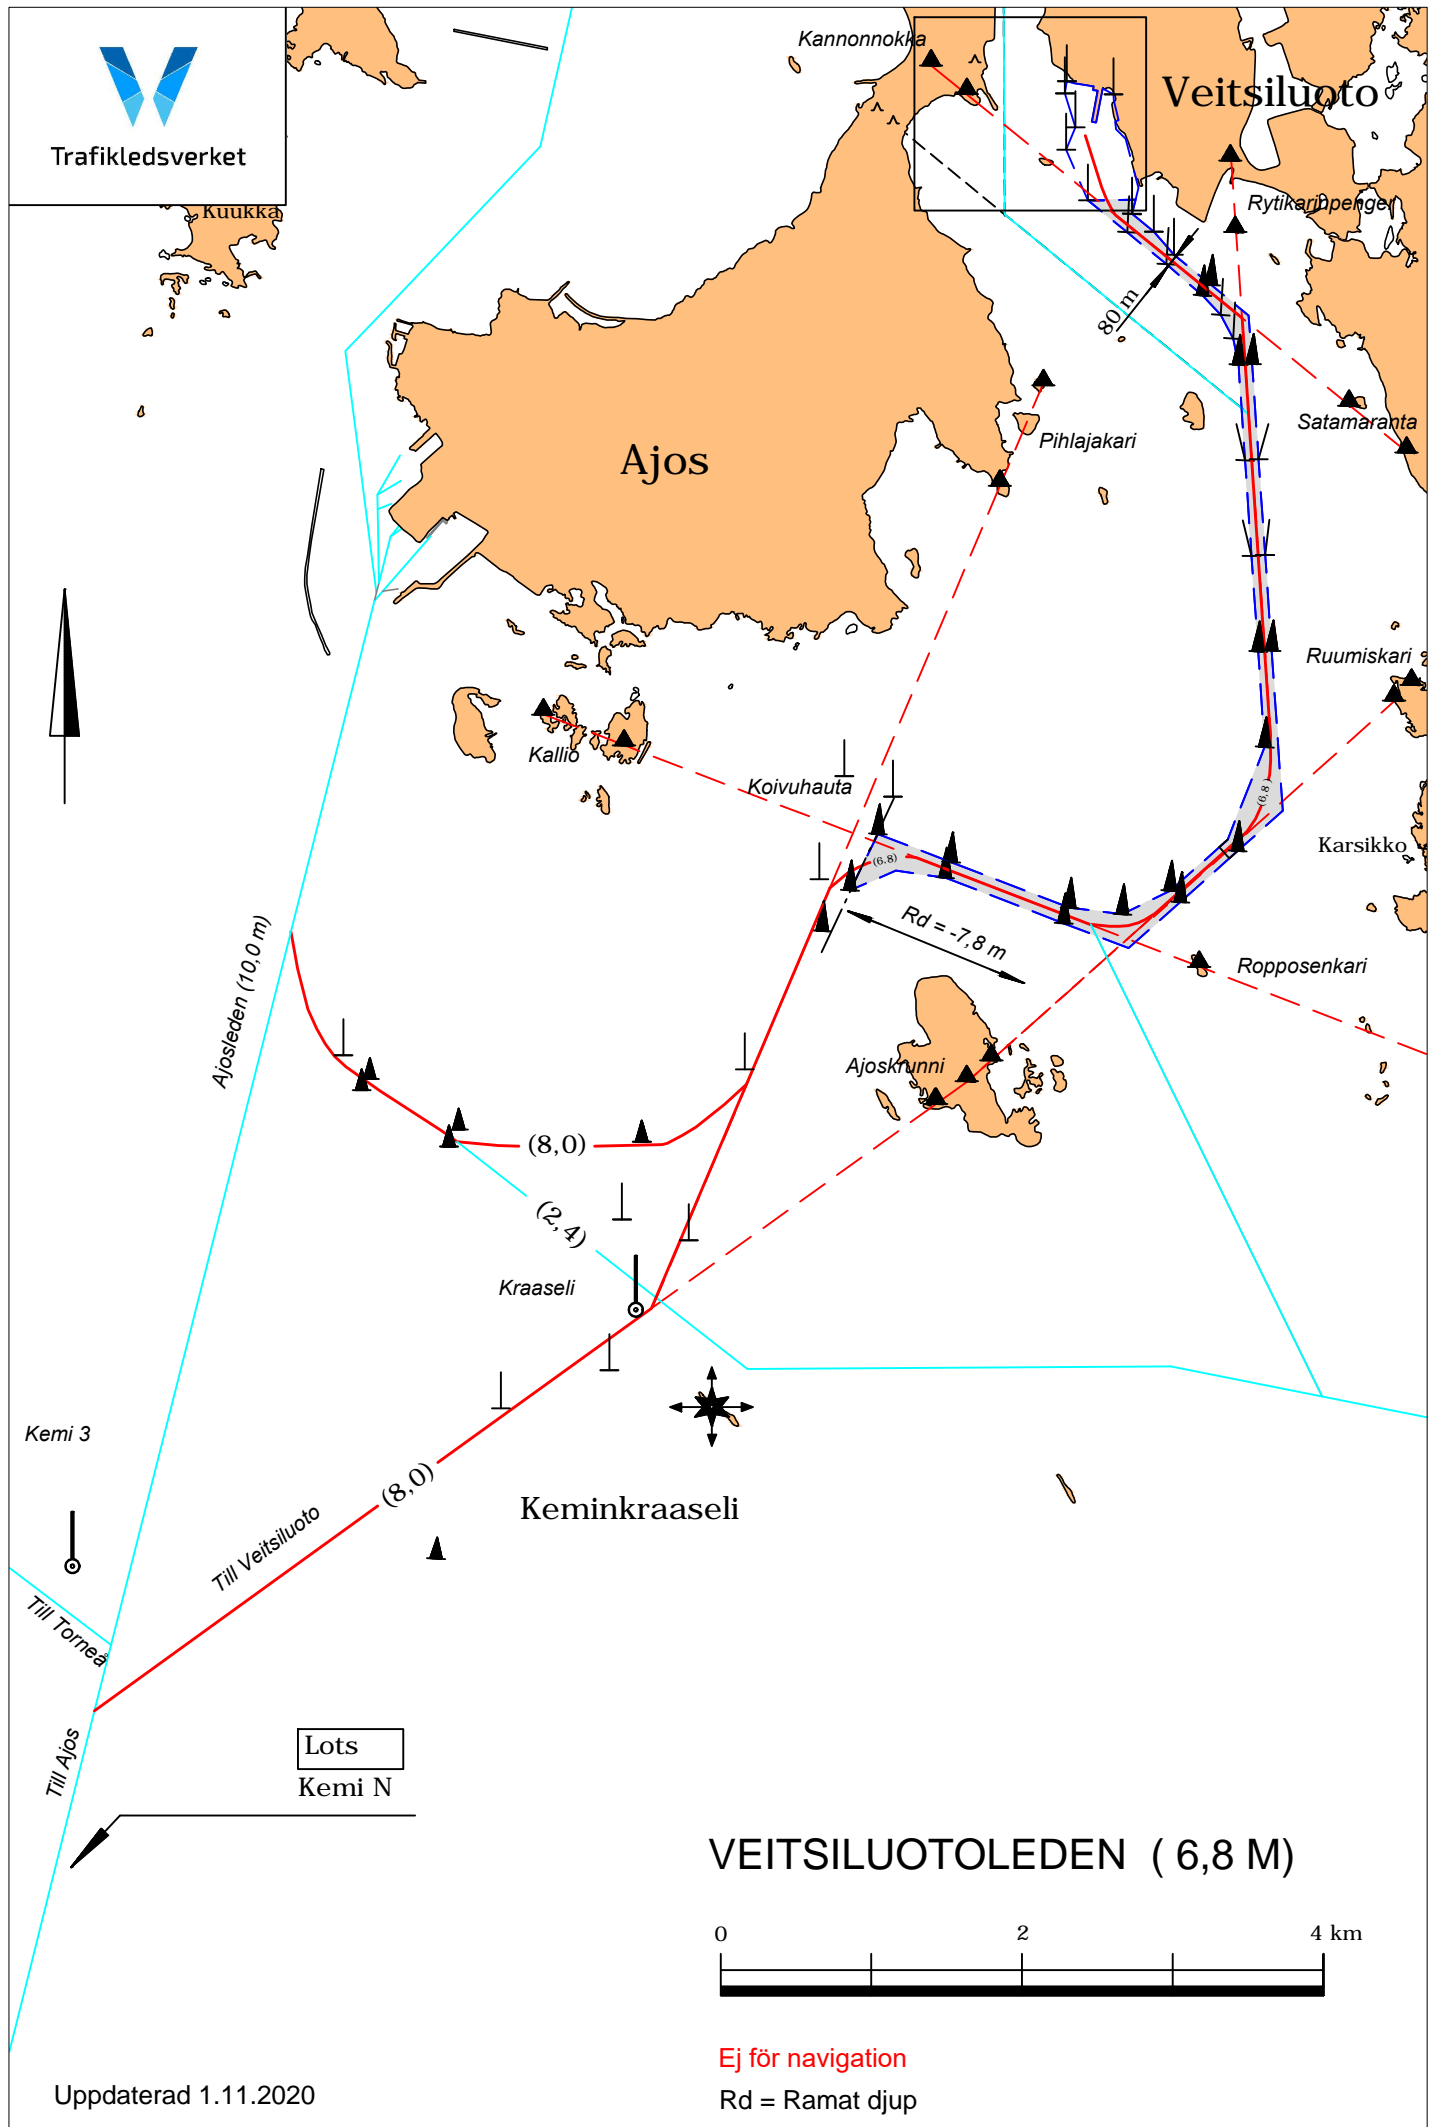 Trafikledsverket
Kuukka
Kannonnokka
Veitsiluoto
Rytikarinpenger
80 m
Satamaranta
Pihlajakari
Ajos
Ruumiskari
Kallio
Koivuhauta
(6,8 )
(6.8)
Karsikko
Rd = -7,8 m
Ropposenkari
Ajosleden (10,0 m)
Ajoskrunni
(8,0)
(2,4)
Kraaseli
Kemi 3
(8,0)
Keminkraaseli
Till Veitsiluoto
Till Torneå
Till Ajos
Lots
Kemi N
VEITSILUOTOLEDEN ( 6,8 M)
0 2 4 km
Ej för navigation
Uppdaterad 1.11.2020
Rd = Ramat djup